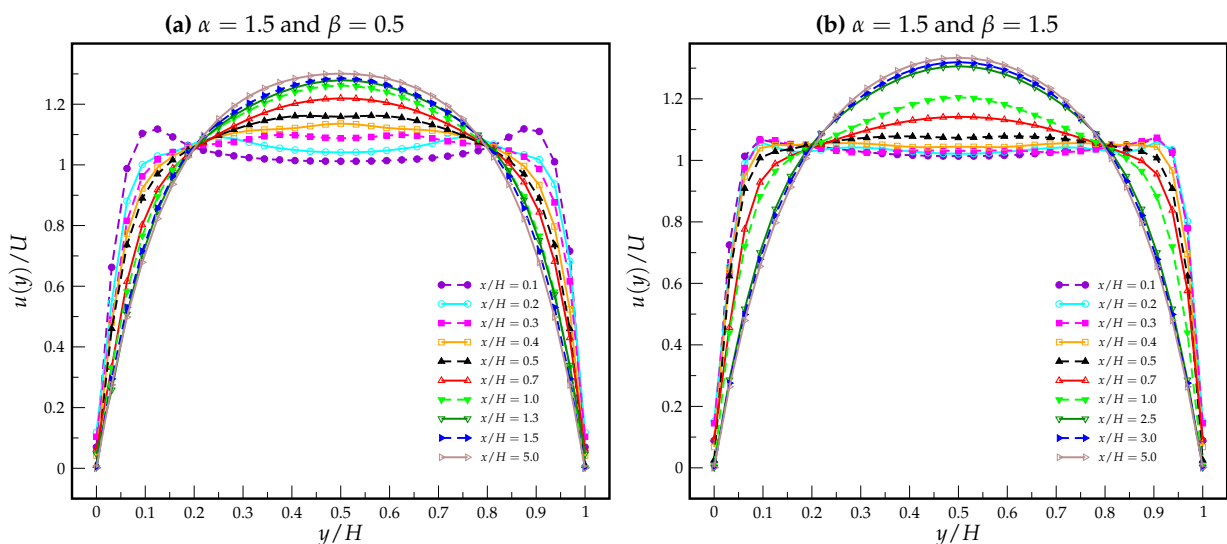 (a) α = 1.5 and β = 0.5
u(y)/U
1.2
1
0.8
0.6
0.4
0.2
0
x/H = 0.1
x/H = 0.2
x/H = 0.3
x/H = 0.4
x/H = 0.5
x/H = 0.7
x/H = 1.0
x/H = 1.3
x/H = 1.5
x/H = 5.0
0 0.1 0.2 0.3 0.4 0.5 0.6 0.7 0.8 0.9 1
y/H
(b) α = 1.5 and β = 1.5
u(y)/U
1.2
1
0.8
0.6
0.4
0.2
0
x/H = 0.1
x/H = 0.2
x/H = 0.3
x/H = 0.4
x/H = 0.5
x/H = 0.7
x/H = 1.0
x/H = 2.5
x/H = 3.0
x/H = 5.0
0 0.1 0.2 0.3 0.4 0.5 0.6 0.7 0.8 0.9 1
y/H